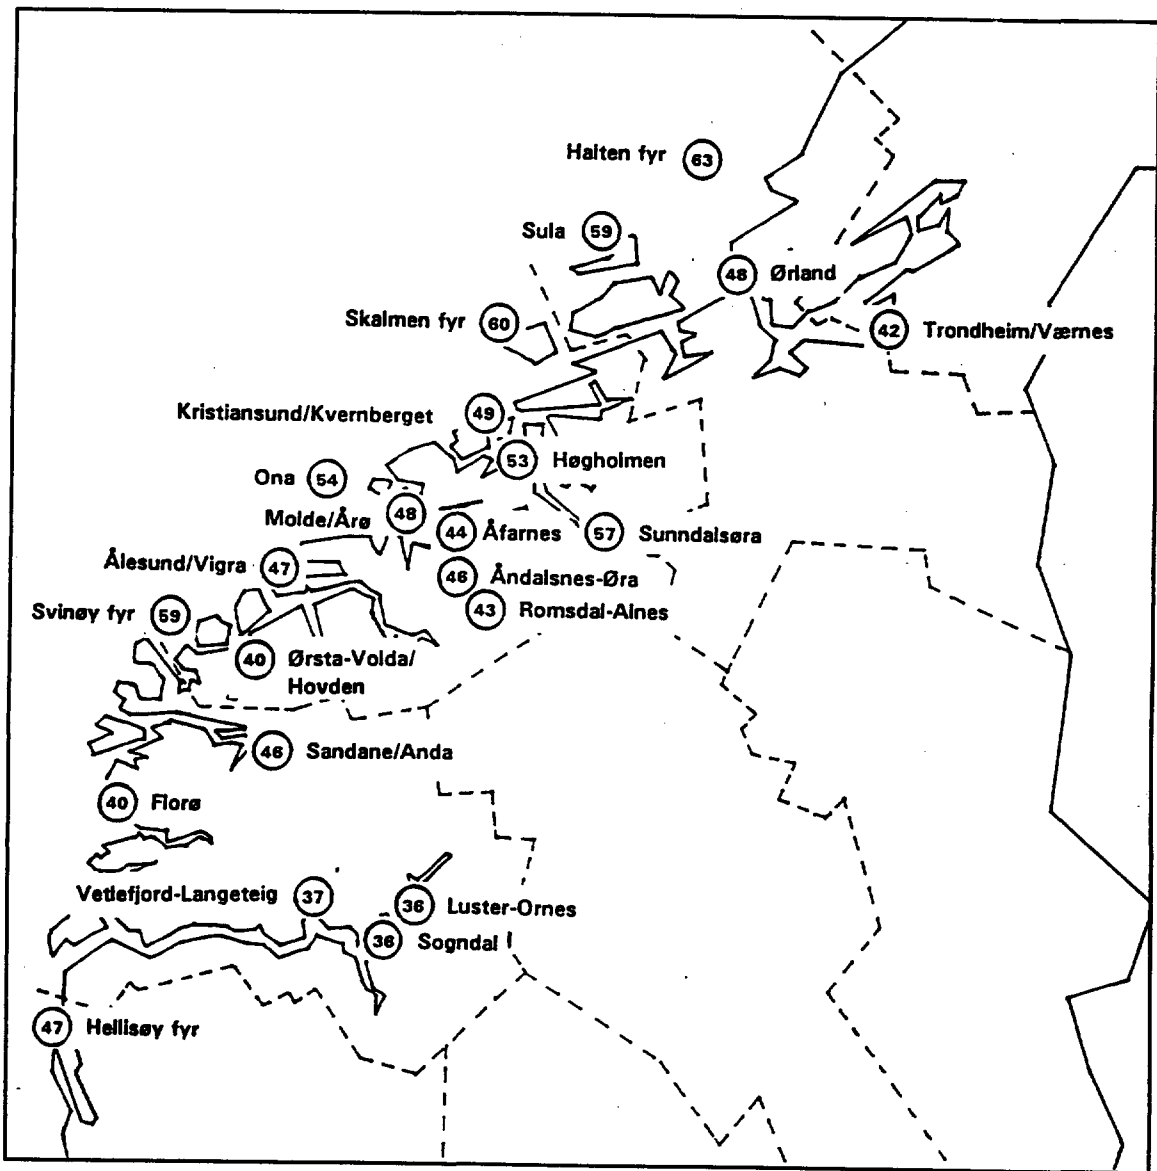 Halten fyr 63
Sula 59
48 Ørland
Skalmen fyr 60
42 Trondheim/Værnes
Kristiansund/Kvernberget 49
53 Høgholmen
Ona 54
Molde/Årø 48
44 Åfarnes
57 Sunndalsøra
Ålesund/Vigra 47
46 Åndalsnes-Øra
43 Romsdal-Alnes
Svinøy fyr 59
40 Ørsta-Volda/
Hovden
46 Sandane/Anda
40 Florø
Vetlefjord-Langeteig 37
36 Luster-Ornes
36 Sogndal
47 Hellisøy fyr